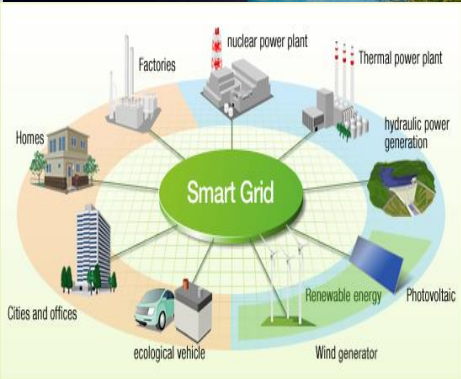 nuclear power plant
Factories
Thermal power plant
hydraulic power
generation
Homes
Smart Grid
Renewable energy
Photovoltaic
Cities and offices
ecological vehicle
Wind generator